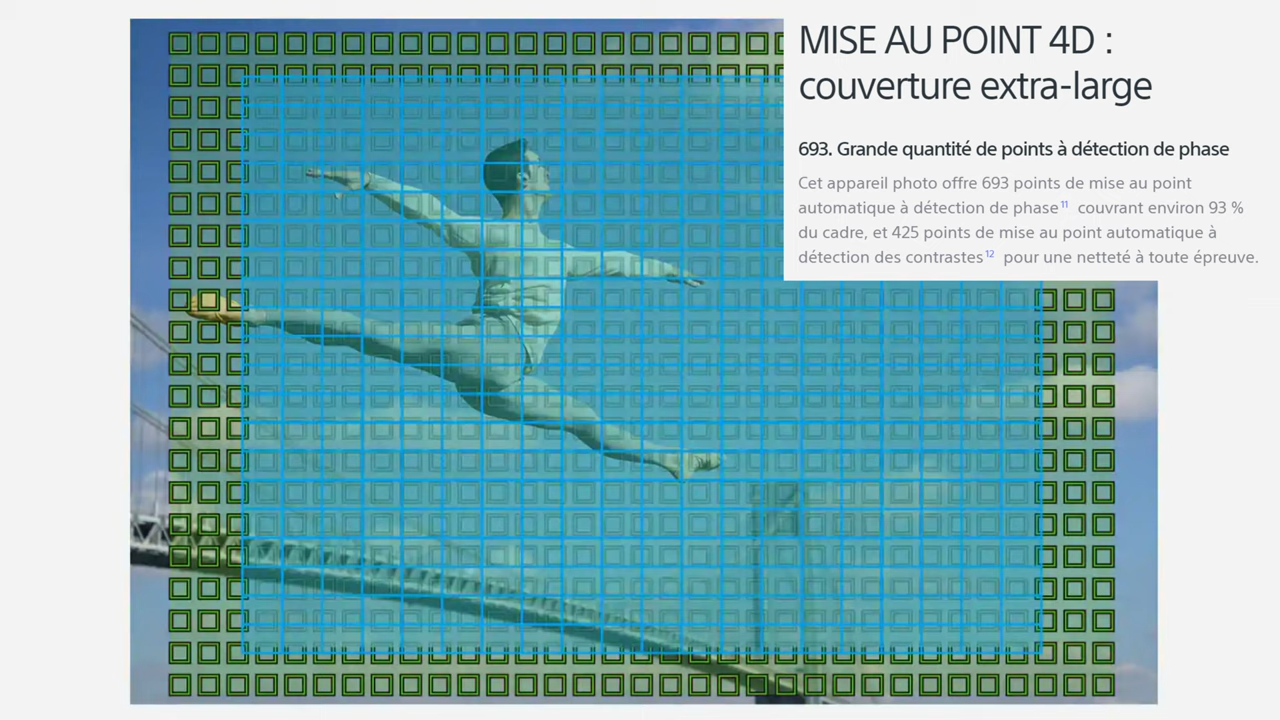 MISE AU POINT 4D :
couverture extra-large
693. Grande quantité de points à détection de phase
Cet appareil photo offre 693 points de mise au point
automatique à détection de phase¹¹ couvrant environ 93 %
du cadre, et 425 points de mise au point automatique à
détection des contrastes¹² pour une netteté à toute épreuve.